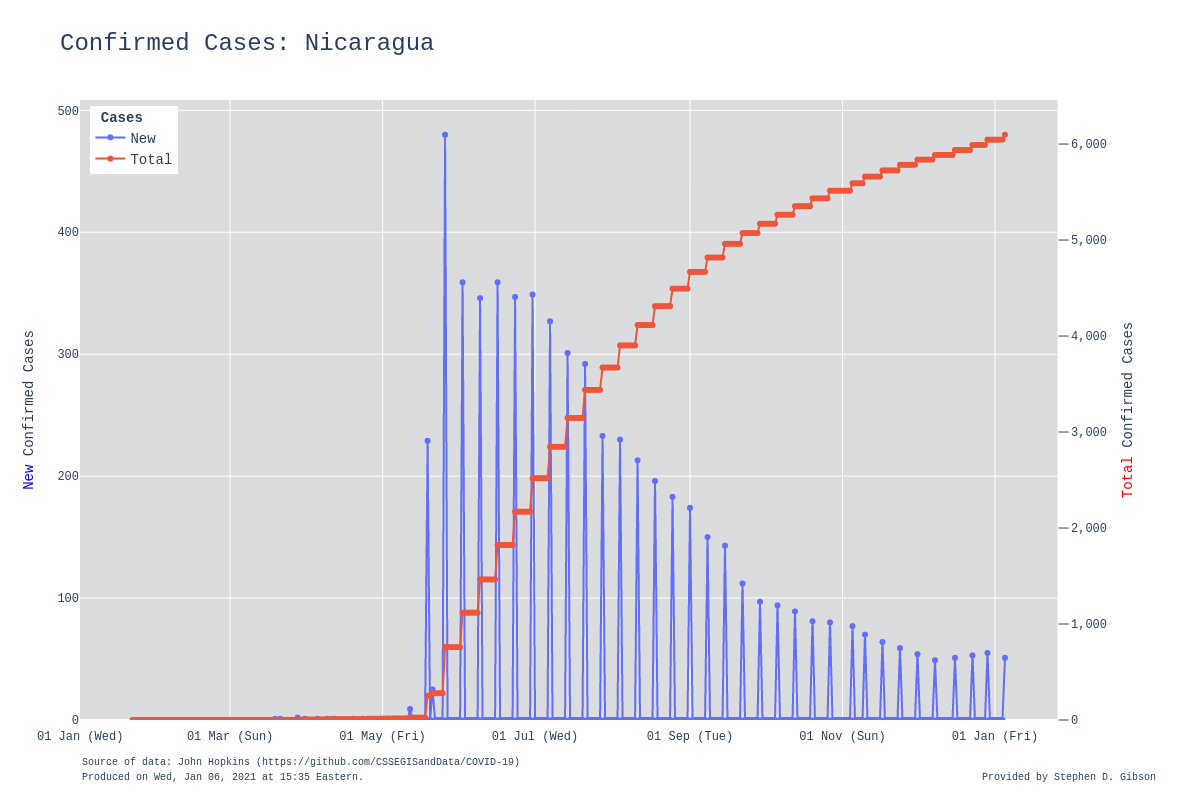 Confirmed Cases: Nicaragua
Cases
New
Total
500
400
300
200
100
0
6,000
5,000
4,000
3,000
2,000
1,000
0
New Confirmed Cases
Total Confirmed Cases
01 Jan (Wed)
01 Mar (Sun)
01 May (Fri)
01 Jul (Wed)
01 Sep (Tue)
01 Nov (Sun)
01 Jan (Fri)
Source of data: John Hopkins (https://github.com/CSSEGISandData/COVID-19)
Produced on Wed, Jan 06, 2021 at 15:35 Eastern.
Provided by Stephen D. Gibson